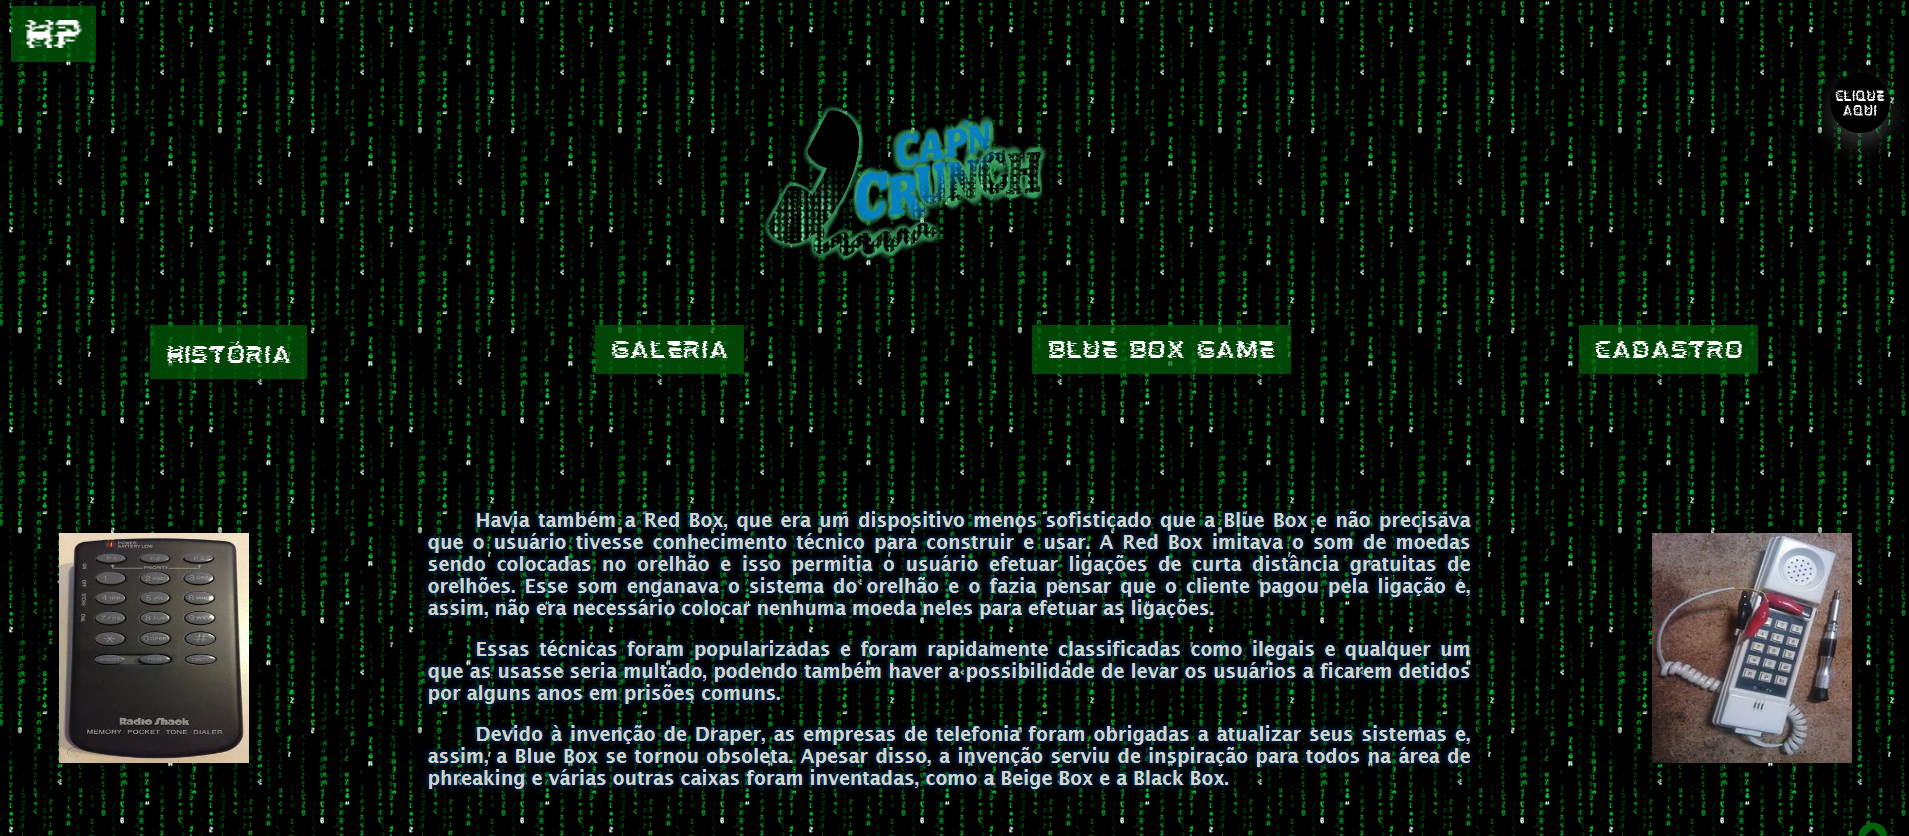 HP
CLIQUE
AQUI
CAPN
CRUNCH
HISTÓRIA
GALERIA
BLUE BOX GAME
CADASTRO
Havia também a Red Box, que era um dispositivo menos sofisticado que a Blue Box e não precisava
que o usuário tivesse conhecimento técnico para construir e usar. A Red Box imitava o som de moedas
sendo colocadas no orelhão e isso permitia o usuário efetuar ligações de curta distância gratuitas de
orelhões. Esse som enganava o sistema do orelhão e o fazia pensar que o cliente pagou pela ligação e,
assim, não era necessário colocar nenhuma moeda neles para efetuar as ligações.
Essas técnicas foram popularizadas e foram rapidamente classificadas como ilegais e qualquer um
que as usasse seria multado, podendo também haver a possibilidade de levar os usuários a ficarem detidos
por alguns anos em prisões comuns.
Devido à invenção de Draper, as empresas de telefonia foram obrigadas a atualizar seus sistemas e,
assim, a Blue Box se tornou obsoleta. Apesar disso, a invenção serviu de inspiração para todos na área de
phreaking e várias outras caixas foram inventadas, como a Beige Box e a Black Box.
POWER
BATTERY LOW
PRIORITY
Radio Shack
MEMORY POCKET TONE DIALER